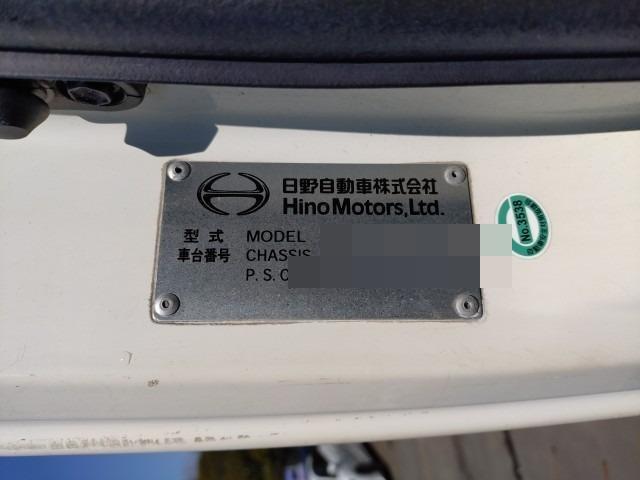 日野自動車株式会社
Hino Motors, Ltd.
型式 MODEL
車台番号 CHASSIS
P.S.
No.3538